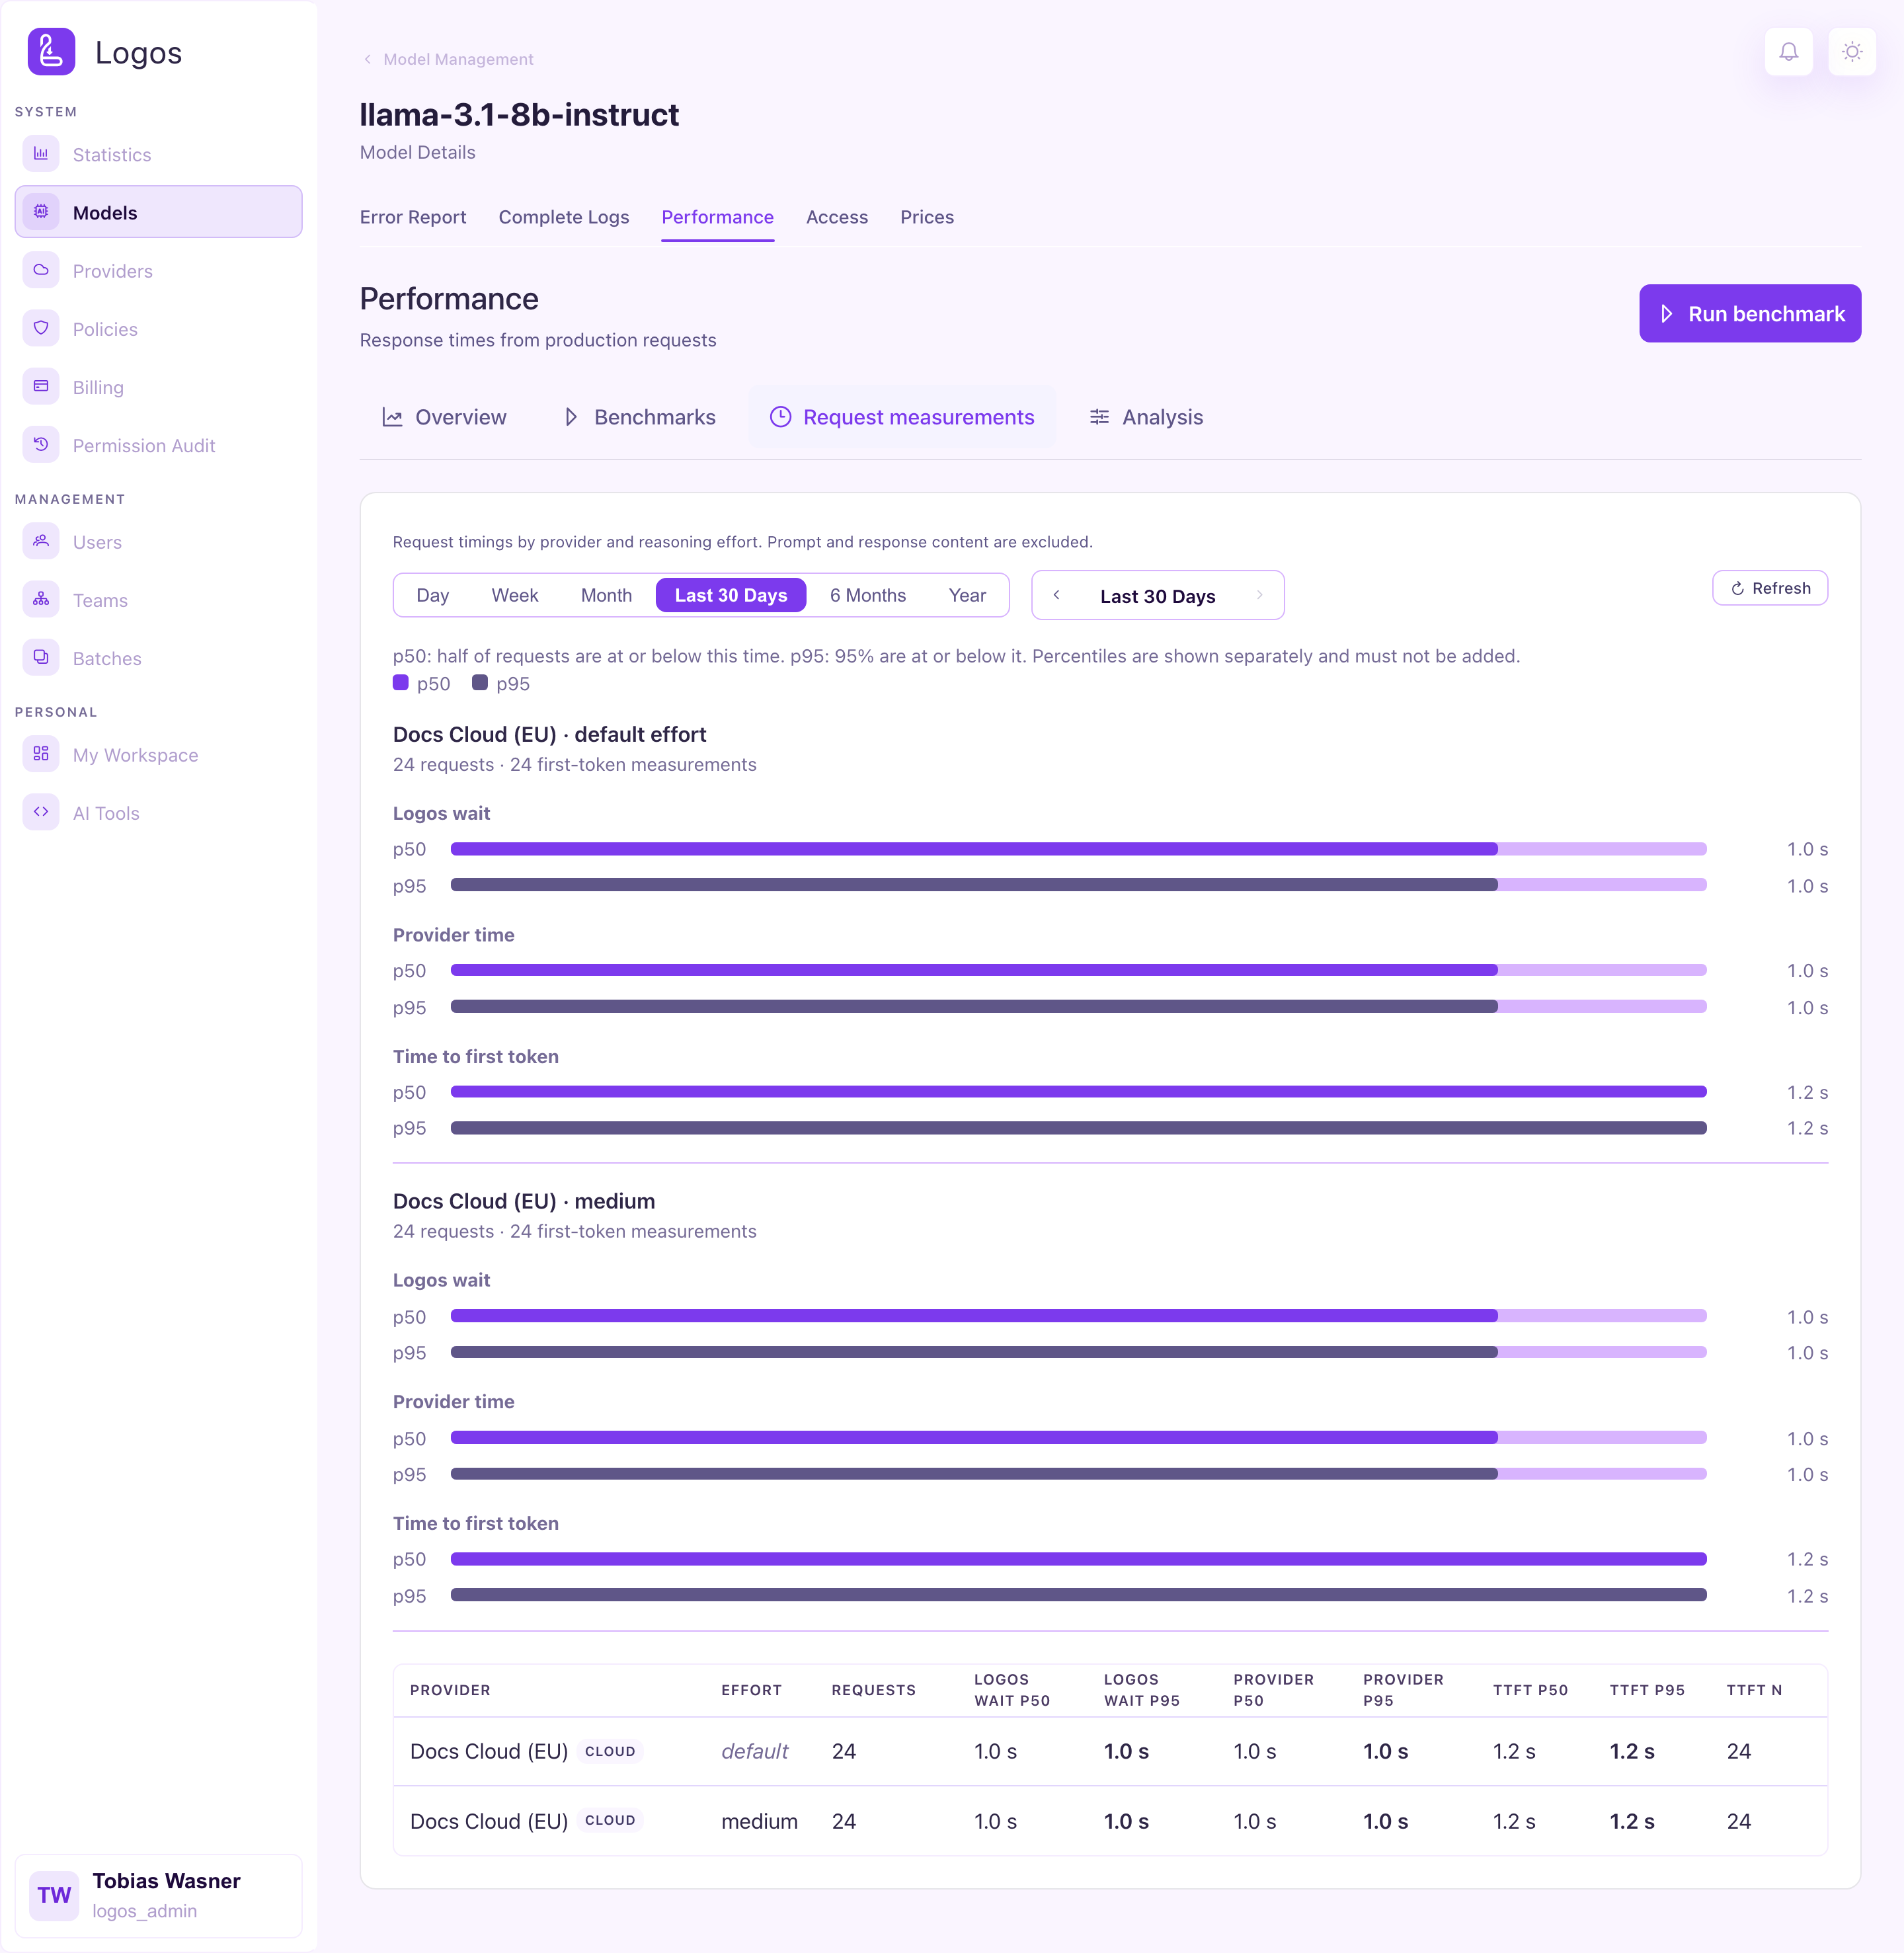 Logos
SYSTEM
Statistics
Models
Providers
Policies
Billing
Permission Audit
MANAGEMENT
Users
Teams
Batches
PERSONAL
My Workspace
AI Tools
TW
Tobias Wasner
logos_admin
Model Management
llama-3.1-8b-instruct
Model Details
Error Report Complete Logs Performance Access Prices
Performance
Response times from production requests
Run benchmark
Overview Benchmarks Request measurements Analysis
Request timings by provider and reasoning effort. Prompt and response content are excluded.
Day Week Month Last 30 Days 6 Months Year
Last 30 Days
Refresh
p50: half of requests are at or below this time. p95: 95% are at or below it. Percentiles are shown separately and must not be added.
p50 p95
Docs Cloud (EU) · default effort
24 requests · 24 first-token measurements
Logos wait
p50 1.0 s
p95 1.0 s
Provider time
p50 1.0 s
p95 1.0 s
Time to first token
p50 1.2 s
p95 1.2 s
Docs Cloud (EU) · medium
24 requests · 24 first-token measurements
Logos wait
p50 1.0 s
p95 1.0 s
Provider time
p50 1.0 s
p95 1.0 s
Time to first token
p50 1.2 s
p95 1.2 s
PROVIDER EFFORT REQUESTS LOGOS WAIT P50 LOGOS WAIT P95 PROVIDER P50 PROVIDER P95 TTFT P50 TTFT P95 TTFT N
Docs Cloud (EU) CLOUD default 24 1.0 s 1.0 s 1.0 s 1.0 s 1.2 s 1.2 s 24
Docs Cloud (EU) CLOUD medium 24 1.0 s 1.0 s 1.0 s 1.0 s 1.2 s 1.2 s 24